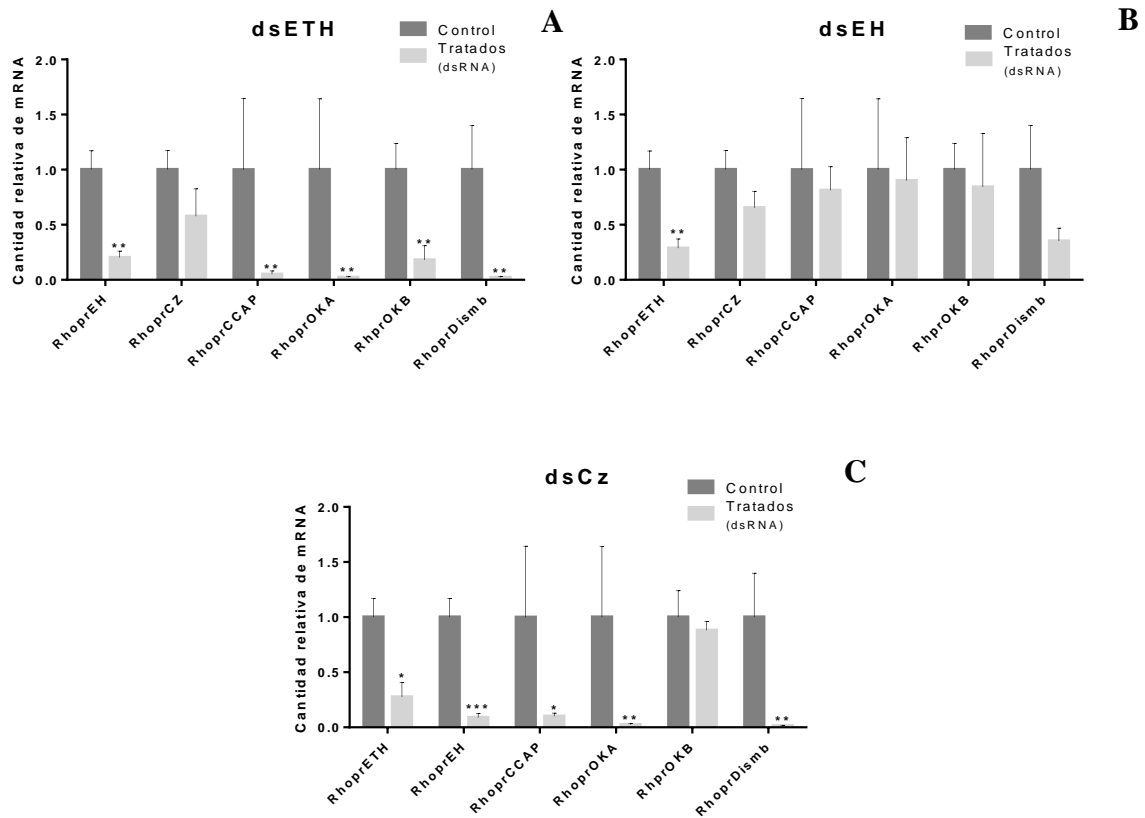 dsETH
A
Control
Tratados
(dsRNA)
Cantidad relativa de mRNA
2.0
1.5
1.0
0.5
0.0
**
**
**
**
**
RhoprEH
RhoprCZ
RhoprCCAP
RhoprOKA
RhprOKB
RhoprDismb
dsEH
B
Control
Tratados
(dsRNA)
Cantidad relativa de mRNA
2.0
1.5
1.0
0.5
0.0
**
RhoprETH
RhoprCZ
RhoprCCAP
RhoprOKA
RhprOKB
RhoprDismb
dsCz
C
Control
Tratados
(dsRNA)
Cantidad relativa de mRNA
2.0
1.5
1.0
0.5
0.0
*
***
*
**
**
RhoprETH
RhoprEH
RhoprCCAP
RhoprOKA
RhprOKB
RhoprDismb